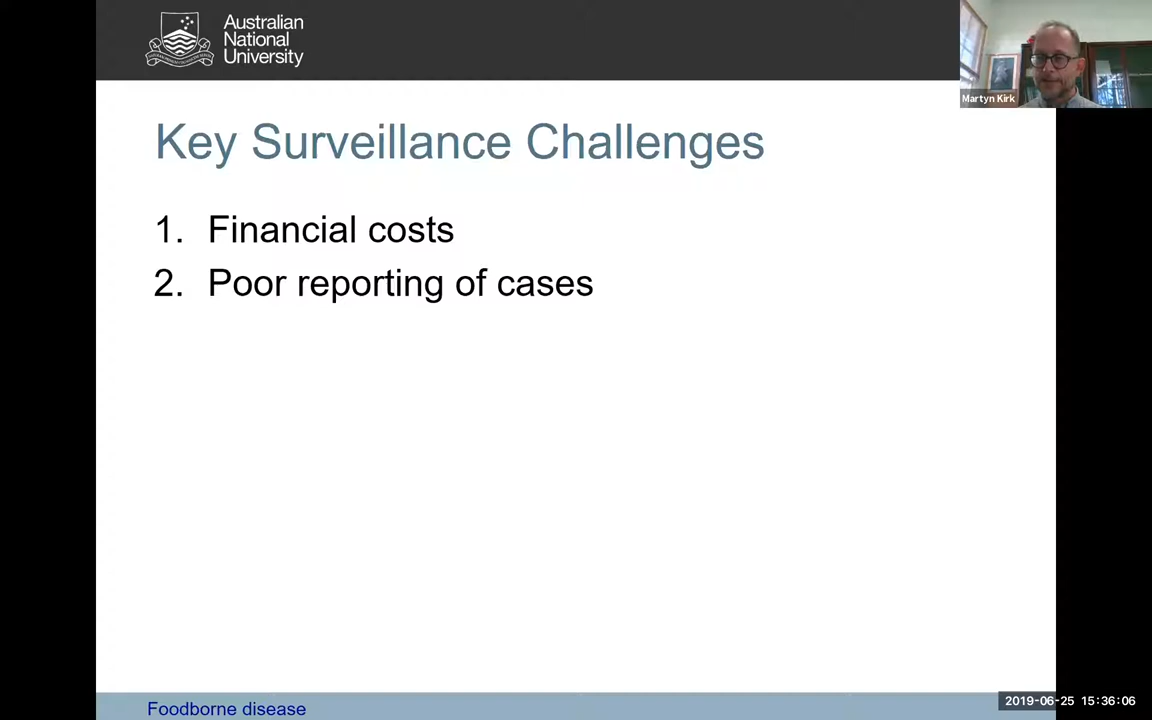 Australian
National
University
Martyn Kirk
Key Surveillance Challenges
1. Financial costs
2. Poor reporting of cases
Foodborne disease
2019-06-25 15:36:06